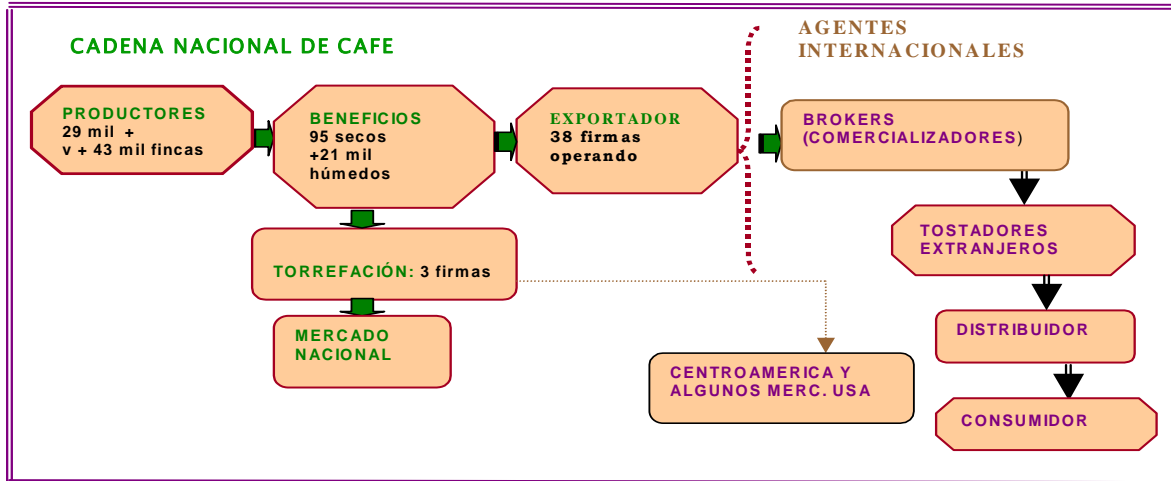 CADENA NACIONAL DE CAFE
AGENTES
INTERNACIONALES
PRODUCTORES
29 mil +
v + 43 mil fincas
BENEFICIOS
95 secos
+21 mil
húmedos
EXPORTADOR
38 firmas
operando
BROKERS
(COMERCIALIZADORES)
TOSTADORES
EXTRANJEROS
TORREFACIÓN: 3 firmas
MERCADO
NACIONAL
DISTRIBUIDOR
CENTROAMERICA Y
ALGUNOS MERC. USA
CONSUMIDOR